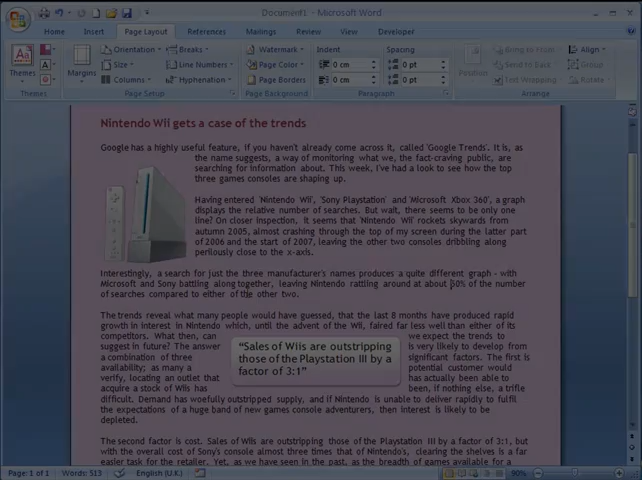 Document1 - Microsoft Word
Home Insert Page Layout References Mailings Review View Developer
Orientation Breaks Watermark Indent Spacing Bring to Front Align
Size Line Numbers Page Color 0 cm 0 pt Send to Back Group
Themes Margins Columns Hyphenation Page Borders 0 cm 0 pt Position Text Wrapping Rotate
Themes Page Setup Page Background Paragraph Arrange
Nintendo Wii gets a case of the trends
Google has a highly useful feature, if you haven't already come across it, called 'Google Trends'. It is, as
the name suggests, a way of monitoring what we, the fact-craving public, are
searching for information about. This week, I've had a look to see how the top
three games consoles are shaping up.
Having entered 'Nintendo Wii', 'Sony Playstation' and 'Microsoft Xbox 360', a graph
displays the relative number of searches. But wait, there seems to be only one
line? On closer inspection, it seems that 'Nintendo Wii' rockets skywards from
autumn 2005, almost crashing through the top of my screen during the latter part
of 2006 and the start of 2007, leaving the other two consoles dribbling along
perilously close to the x-axis.
Interestingly, a search for just the three manufacturer's names produces a quite different graph - with
Microsoft and Sony battling along together, leaving Nintendo rattling around at about 50% of the number
of searches compared to either of the other two.
The trends reveal what many people would have guessed, that the last 8 months have produced rapid
growth in interest in Nintendo which, until the advent of the Wii, faired far less well than either of its
competitors. What then, can we expect the trends to
suggest in future? The answer is very likely to develop from
a combination of three significant factors. The first is
availability; as many a potential customer would
verify, locating an outlet that has actually been able to
acquire a stock of Wiis has been, if nothing else, a trifle
"Sales of Wiis are outstripping
those of the Playstation III by a
factor of 3:1"
difficult. Demand has woefully outstripped supply, and if Nintendo is unable to deliver rapidly to fulfil
the expectations of a huge band of new games console adventurers, then interest is likely to be
depleted.
The second factor is cost. Sales of Wiis are outstripping those of the Playstation III by a factor of 3:1, but
with the overall cost of Sony's console almost three times that of Nintendo's, clearing the shelves is a far
easier task for the retailer. Yet, as we have seen in the past, as the breadth of games available for a
Page: 1 of 1 Words: 513 English (U.K.) 90%